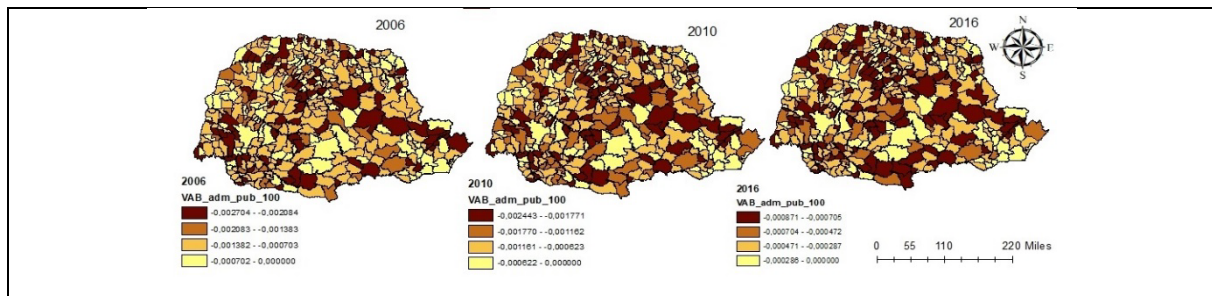 2006
2010
2016
N
W E
S
2006
VAB_adm_pub_100
-0,002704 - -0,002084
-0,002083 - -0,001383
-0,001382 - -0,000703
-0,000702 - 0,000000
2010
VAB_adm_pub_100
-0,002443 - -0,001771
-0,001770 - -0,001162
-0,001161 - -0,000623
-0,000622 - 0,000000
2016
VAB_adm_pub_100
-0,000871 - -0,000705
-0,000704 - -0,000472
-0,000471 - -0,000287
-0,000286 - 0,000000
0 55 110 220 Miles